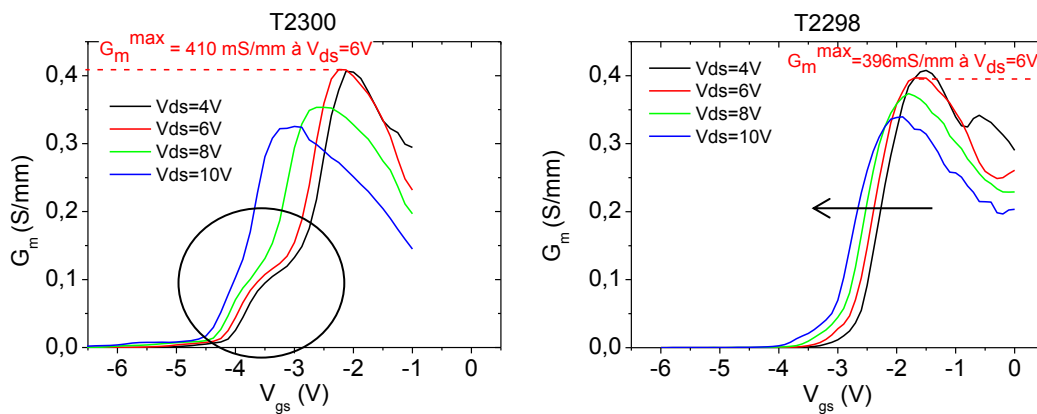 T2300
G_m^max = 410 mS/mm à V_ds=6V
0,4
0,3
0,2
0,1
0,0
G_m (S/mm)
Vds=4V
Vds=6V
Vds=8V
Vds=10V
-6 -5 -4 -3 -2 -1 0
V_gs (V)
T2298
G_m^max=396mS/mm à V_ds=6V
0,4
0,3
0,2
0,1
0,0
G_m (S/mm)
Vds=4V
Vds=6V
Vds=8V
Vds=10V
-6 -5 -4 -3 -2 -1 0
V_gs (V)